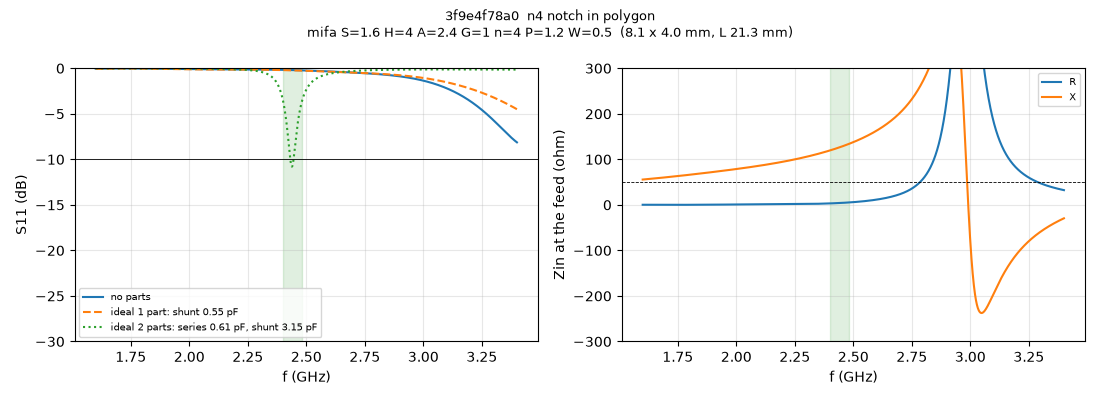 3f9e4f78a0  n4 notch in polygon
mifa S=1.6 H=4 A=2.4 G=1 n=4 P=1.2 W=0.5  (8.1 x 4.0 mm, L 21.3 mm)
0
−5
−10
−15
−20
−25
−30
S11 (dB)
no parts
ideal 1 part: shunt 0.55 pF
ideal 2 parts: series 0.61 pF, shunt 3.15 pF
1.75 2.00 2.25 2.50 2.75 3.00 3.25
f (GHz)
300
200
100
0
−100
−200
−300
Zin at the feed (ohm)
R
X
1.75 2.00 2.25 2.50 2.75 3.00 3.25
f (GHz)